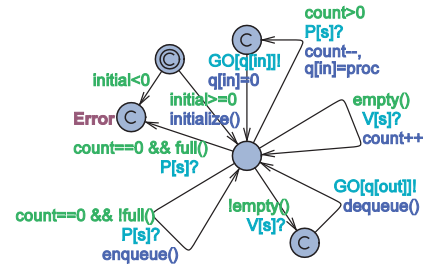 count>0
P[s]?
count--,
q[in]=proc
C
GO[q[in]]!
q[in]=0
initial<0
initial>=0
initialize()
Error
C
empty()
V[s]?
count++
count==0 && full()
P[s]?
GO[q[out]]!
dequeue()
!empty()
V[s]?
count==0 && !full()
P[s]?
enqueue()
C
C